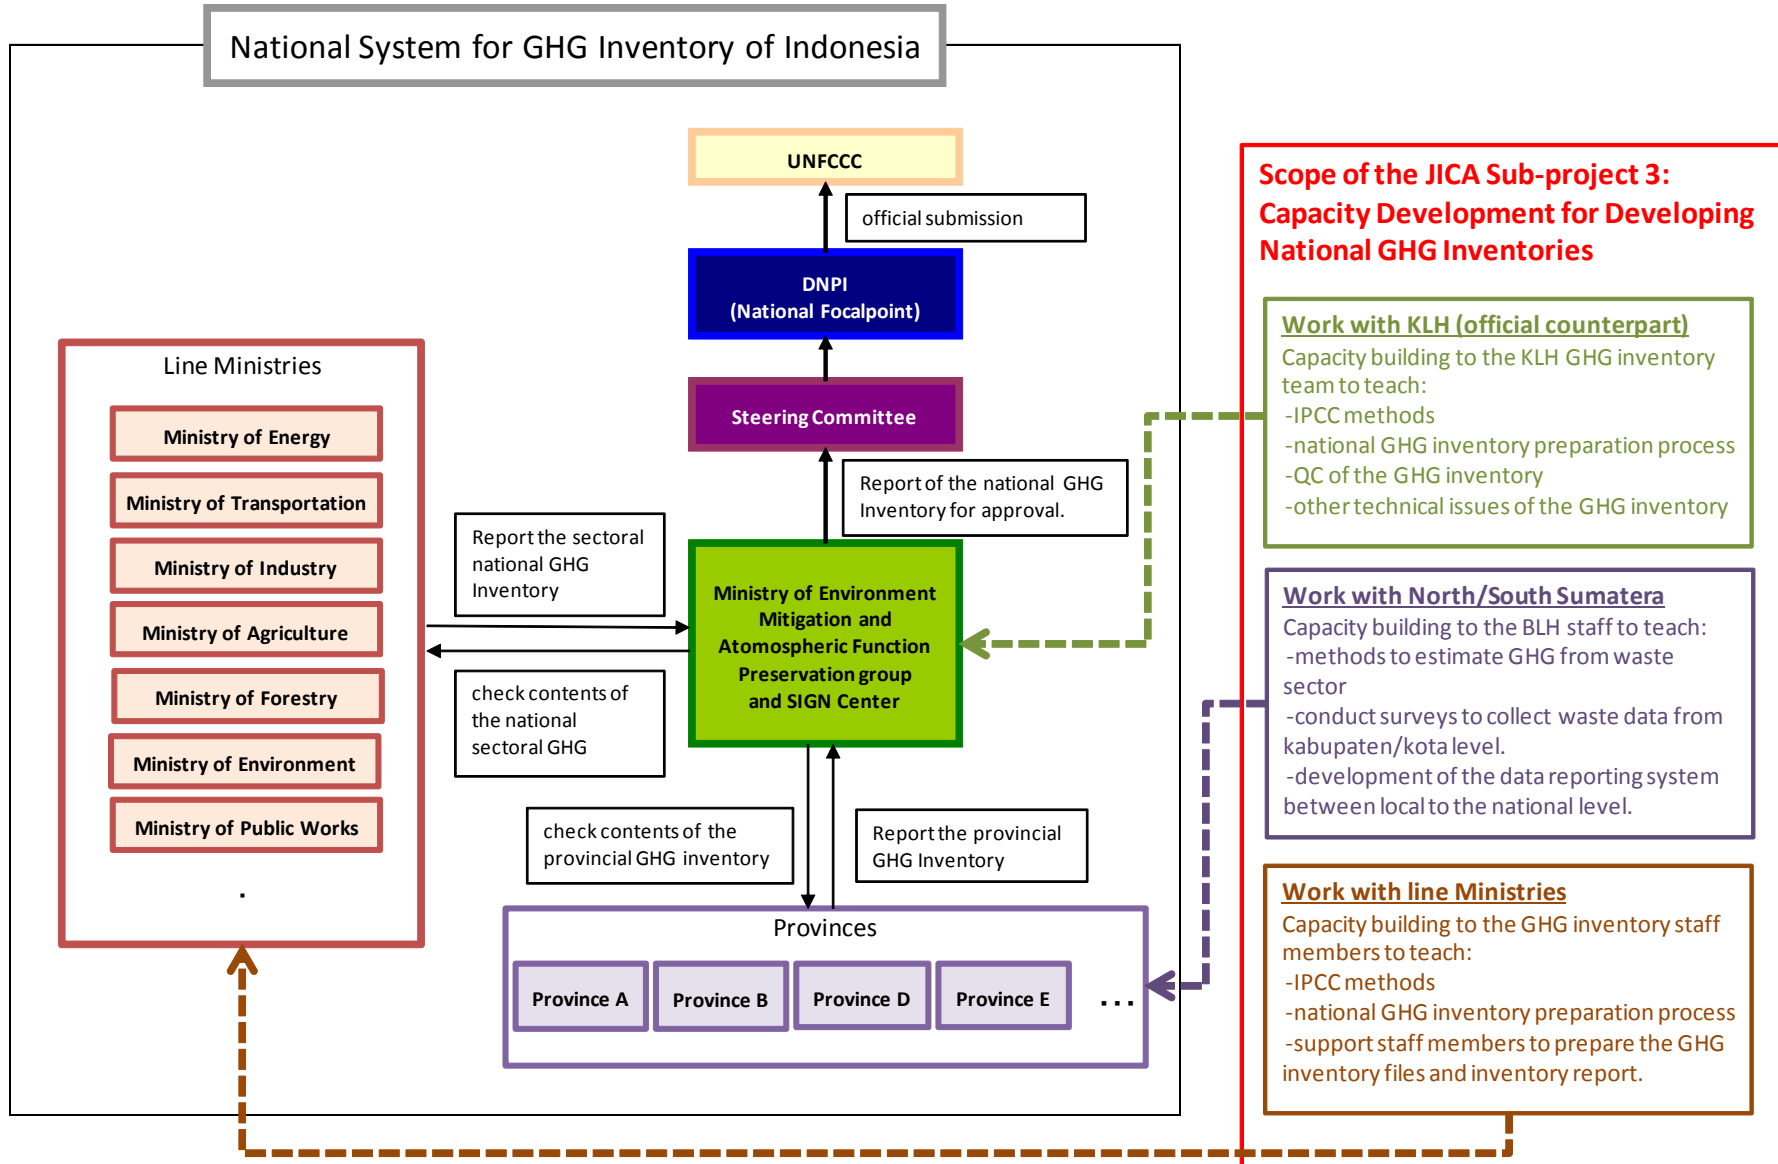 National System for GHG Inventory of Indonesia
UNFCCC
official submission
DNPI
(National Focalpoint)
Steering Committee
Report of the national GHG
Inventory for approval.
Line Ministries
Ministry of Energy
Ministry of Transportation
Ministry of Industry
Ministry of Agriculture
Ministry of Forestry
Ministry of Environment
Ministry of Public Works
.
Report the sectoral
national GHG
Inventory
check contents of
the national
sectoral GHG
Ministry of Environment
Mitigation and
Atomospheric Function
Preservation group
and SIGN Center
check contents of the
provincial GHG inventory
Report the provincial
GHG Inventory
Provinces
Province A
Province B
Province D
Province E
...
Scope of the JICA Sub-project 3:
Capacity Development for Developing
National GHG Inventories
Work with KLH (official counterpart)
Capacity building to the KLH GHG inventory
team to teach:
-IPCC methods
-national GHG inventory preparation process
-QC of the GHG inventory
-other technical issues of the GHG inventory
Work with North/South Sumatera
Capacity building to the BLH staff to teach:
-methods to estimate GHG from waste
sector
-conduct surveys to collect waste data from
kabupaten/kota level.
-development of the data reporting system
between local to the national level.
Work with line Ministries
Capacity building to the GHG inventory staff
members to teach:
-IPCC methods
-national GHG inventory preparation process
-support staff members to prepare the GHG
inventory files and inventory report.